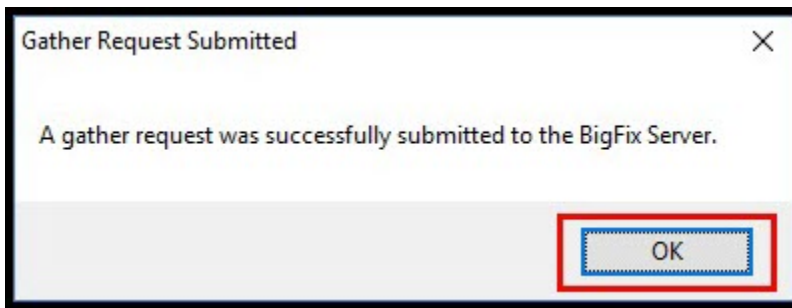 Gather Request Submitted
A gather request was successfully submitted to the BigFix Server.
OK